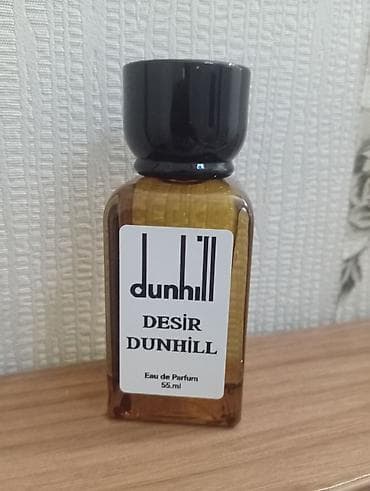 dunhill
DESİR
DUNHİLL
Eau de Parfum
55.ml